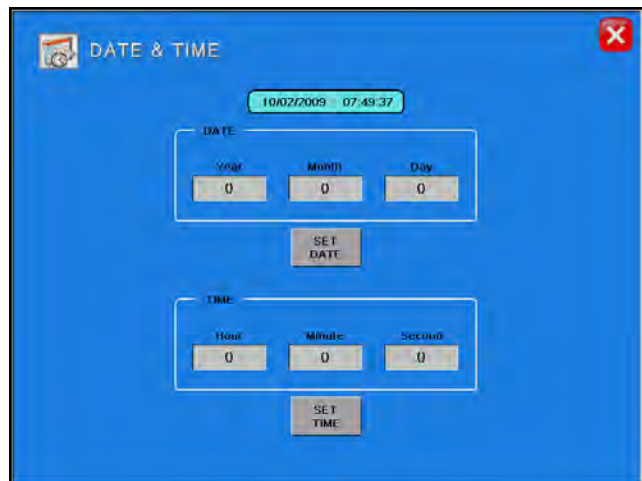 DATE & TIME
10/02/2009 07:49:37
DATE
Year Month Day
0 0 0
SET
DATE
TIME
Hour Minute Second
0 0 0
SET
TIME